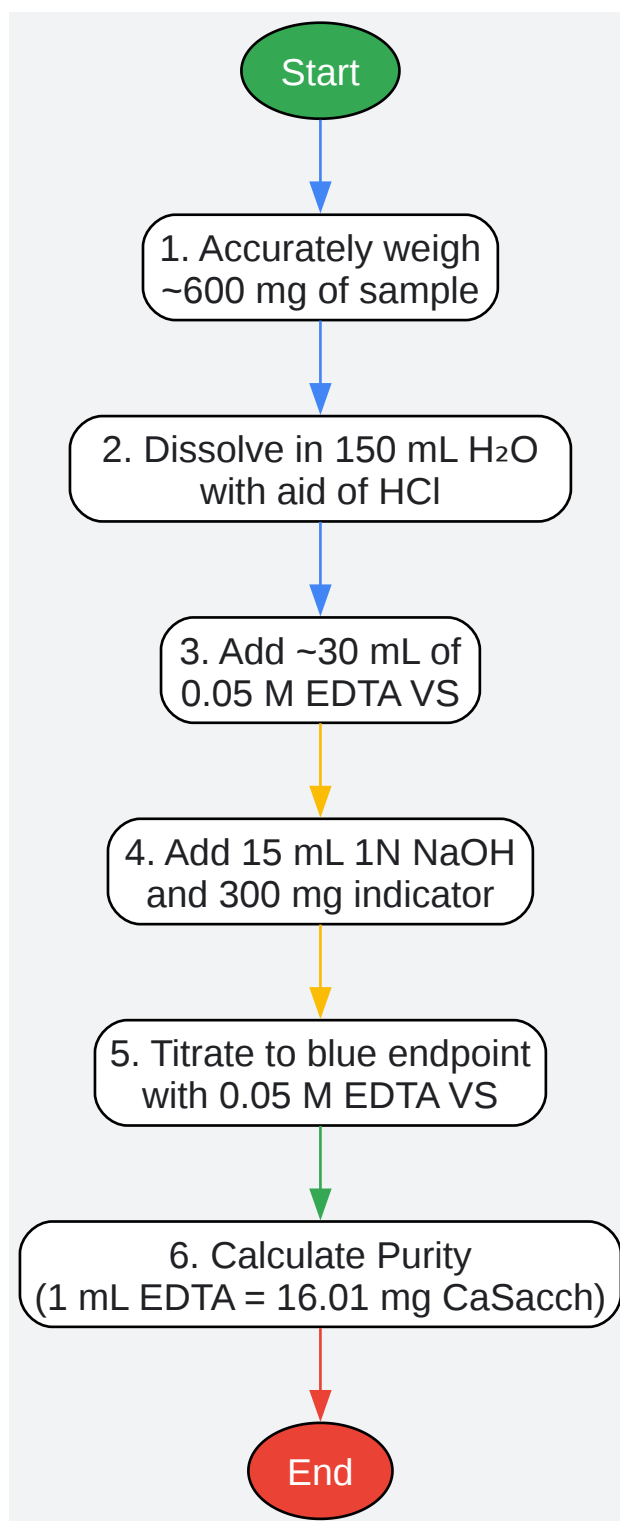 Start
1. Accurately weigh
~600 mg of sample
2. Dissolve in 150 mL H₂O
with aid of HCl
3. Add ~30 mL of
0.05 M EDTA VS
4. Add 15 mL 1N NaOH
and 300 mg indicator
5. Titrate to blue endpoint
with 0.05 M EDTA VS
6. Calculate Purity
(1 mL EDTA = 16.01 mg CaSacch)
End